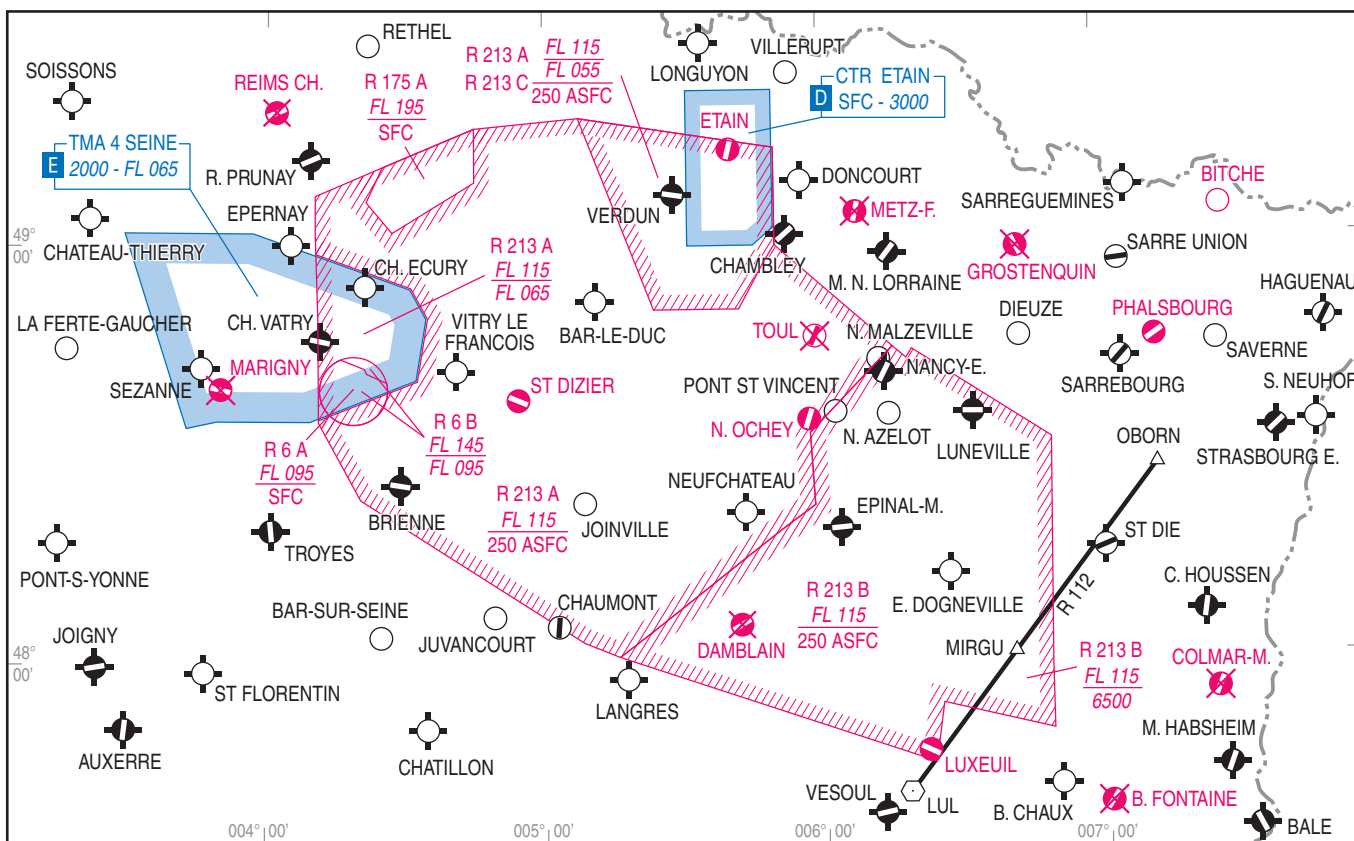 RETHEL
SOISSONS
REIMS CH.
R 175 A
FL 195
SFC
R 213 A
R 213 C
FL 115
FL 055
250 ASFC
LONGUYON
VILLERUPT
CTR ETAIN
D
SFC - 3000
ETAIN
TMA 4 SEINE
E
2000 - FL 065
R. PRUNAY
VERDUN
DONCOURT
METZ-F.
SARREGUEMINES
BITCHE
EPERNAY
49°
00'
CHATEAU-THIERRY
CH. ECURY
R 213 A
FL 115
FL 065
CHAMBLEY
M. N. LORRAINE
GROSTENQUIN
SARRE UNION
HAGUENAU
LA FERTE-GAUCHER
CH. VATRY
VITRY LE
FRANCOIS
BAR-LE-DUC
TOUL
N. MALZEVILLE
DIEUZE
PHALSBOURG
SAVERNE
SEZANNE
MARIGNY
ST DIZIER
PONT ST VINCENT
NANCY-E.
SARREBOURG
S. NEUHOF
R 6 A
FL 095
SFC
R 6 B
FL 145
FL 095
N. OCHEY
N. AZELOT
LUNEVILLE
OBORN
STRASBOURG E.
BRIENNE
R 213 A
FL 115
250 ASFC
JOINVILLE
NEUFCHATEAU
EPINAL-M.
TROYES
PONT-S-YONNE
ST DIE
R 112
C. HOUSSEN
BAR-SUR-SEINE
JUVANCOURT
CHAUMONT
R 213 B
FL 115
250 ASFC
E. DOGNEVILLE
JOIGNY
DAMBLAIN
MIRGU
R 213 B
FL 115
6500
COLMAR-M.
48°
00'
ST FLORENTIN
LANGRES
AUXERRE
CHATILLON
LUXEUIL
M. HABSHEIM
VESOUL
LUL
B. CHAUX
B. FONTAINE
BALE
004° 00'
005° 00'
006° 00'
007° 00'